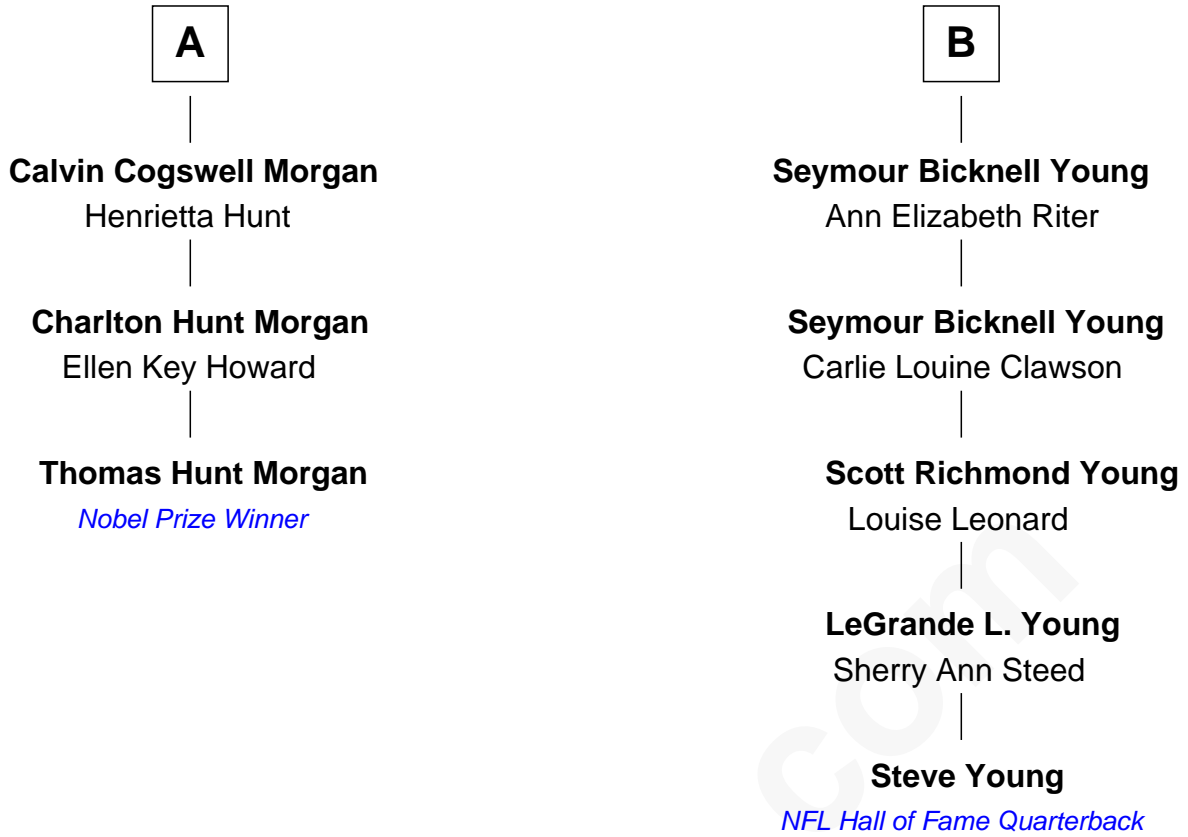 A
Calvin Cogswell Morgan
Henrietta Hunt
Charlton Hunt Morgan
Ellen Key Howard
Thomas Hunt Morgan
Nobel Prize Winner
B
Seymour Bicknell Young
Ann Elizabeth Riter
Seymour Bicknell Young
Carlie Louine Clawson
Scott Richmond Young
Louise Leonard
LeGrande L. Young
Sherry Ann Steed
Steve Young
NFL Hall of Fame Quarterback
com